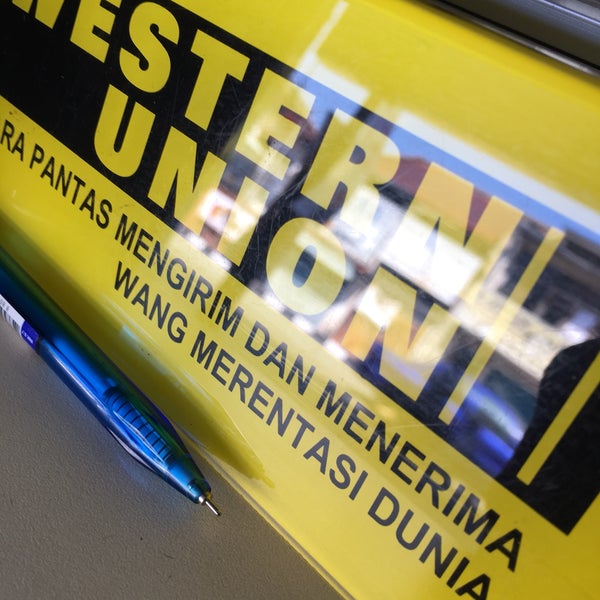 WESTERN
UNION
RA PANTAS MENGIRIM DAN MENERIMA
WANG MERENTASI DUNIA